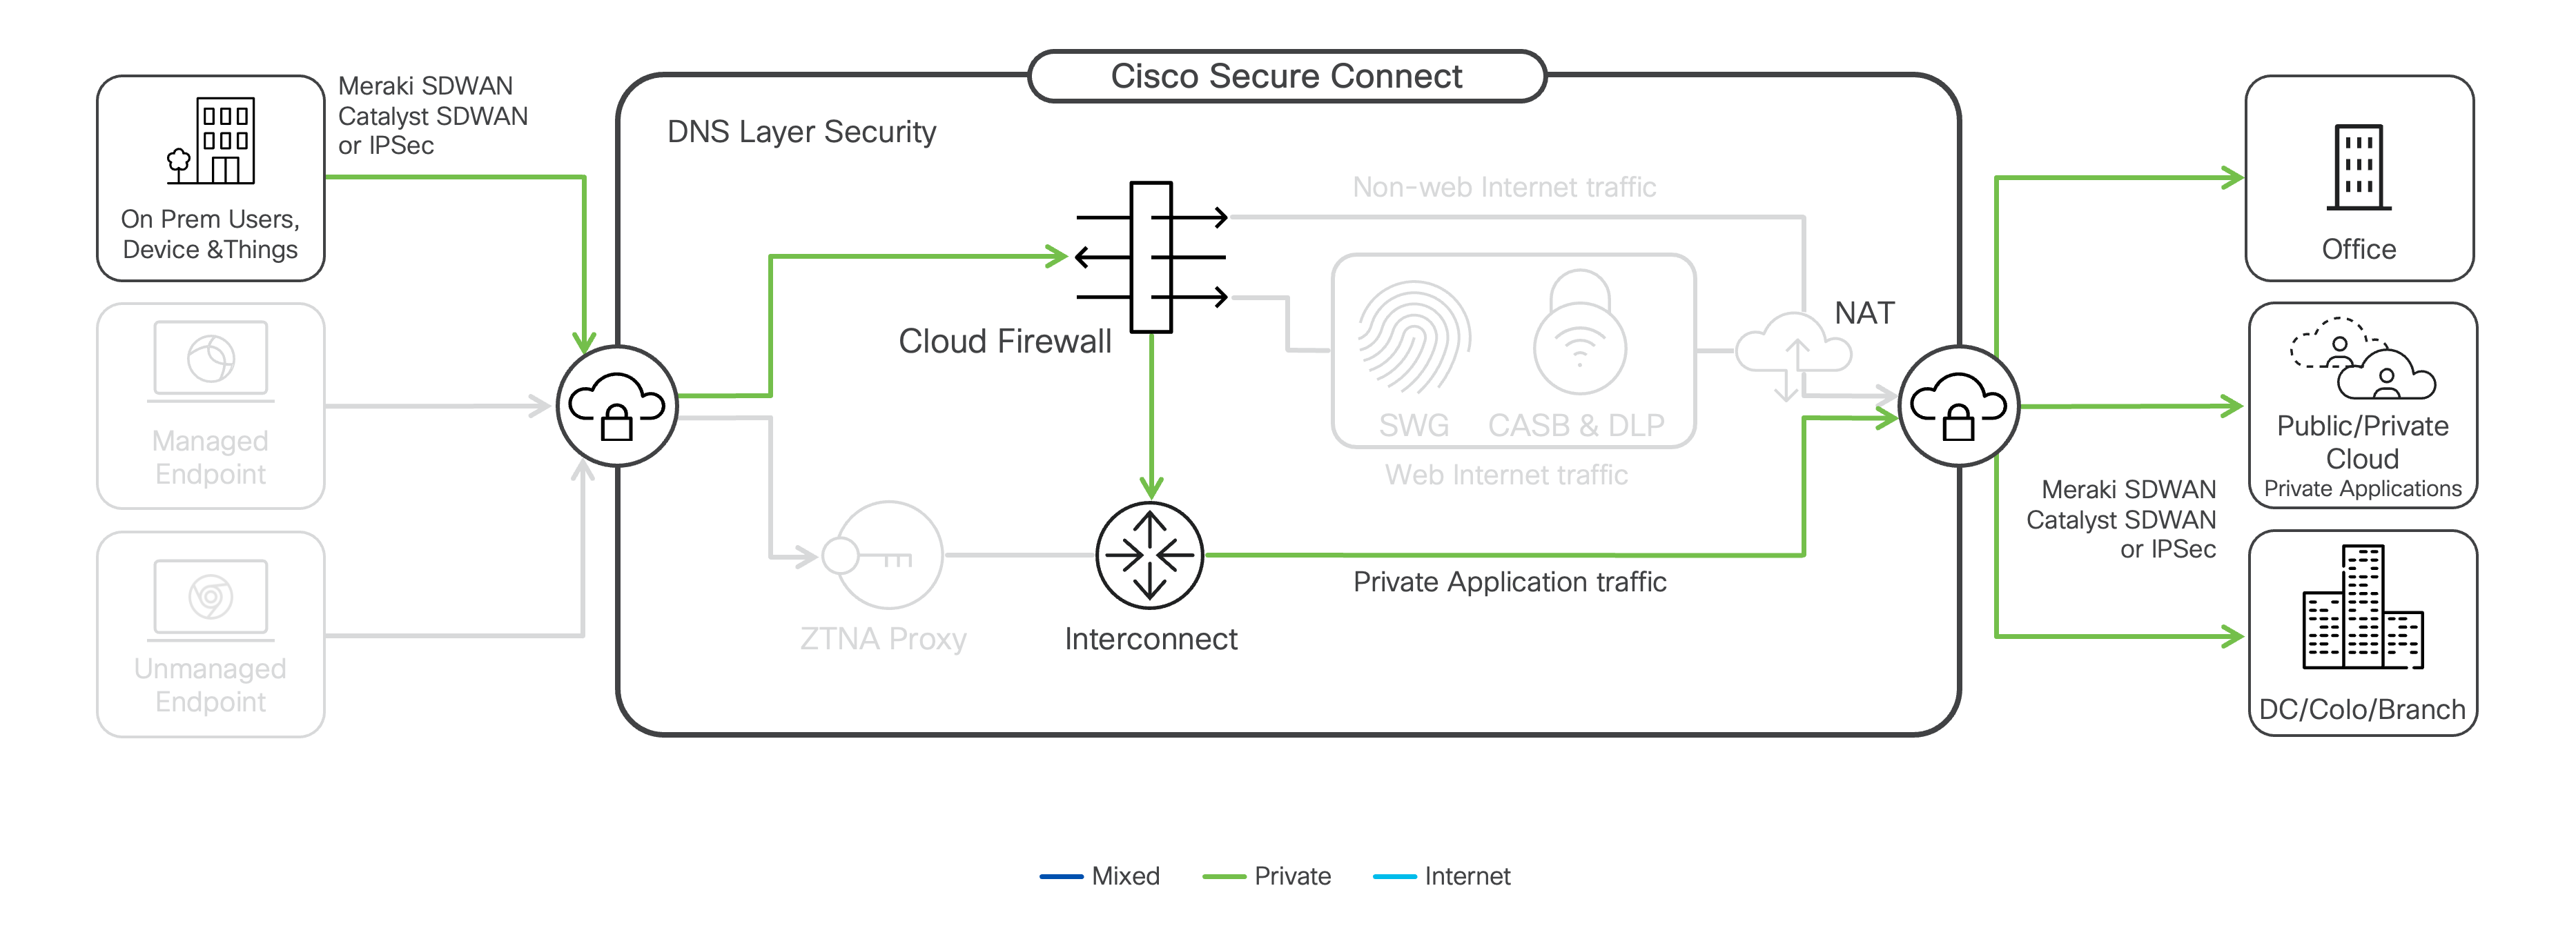 Cisco Secure Connect
Meraki SDWAN
Catalyst SDWAN
or IPSec
On Prem Users,
Device &Things
Managed
Endpoint
Unmanaged
Endpoint
DNS Layer Security
Cloud Firewall
Non-web Internet traffic
SWG
CASB & DLP
Web Internet traffic
NAT
ZTNA Proxy
Interconnect
Private Application traffic
Office
Public/Private
Cloud
Private Applications
Meraki SDWAN
Catalyst SDWAN
or IPSec
DC/Colo/Branch
Mixed
Private
Internet